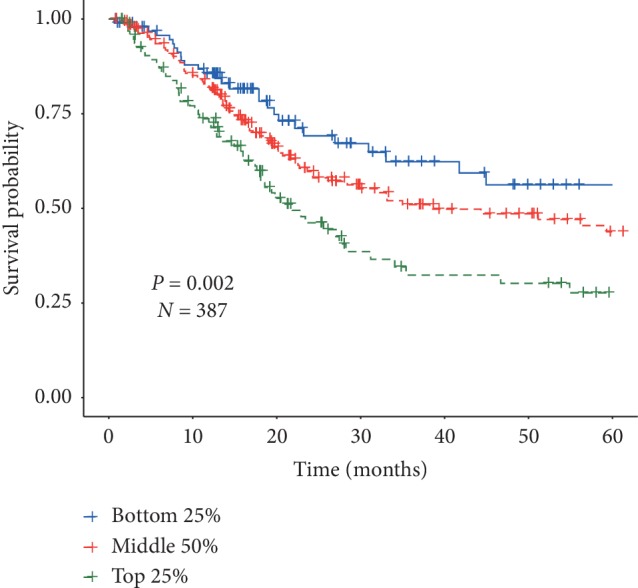 1.00
0.75
0.50
0.25
0.00
Survival probability
P = 0.002
N = 387
0 10 20 30 40 50 60
Time (months)
Bottom 25%
Middle 50%
Top 25%